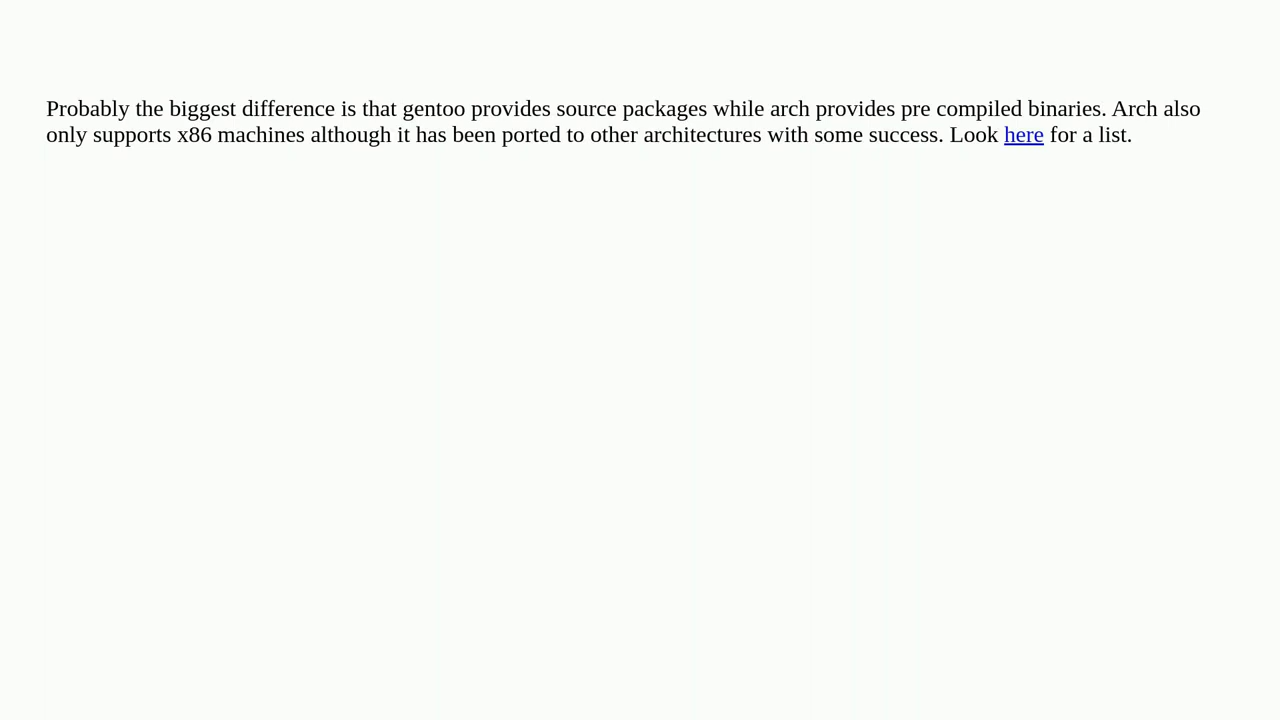 Probably the biggest difference is that gentoo provides source packages while arch provides pre compiled binaries. Arch also
only supports x86 machines although it has been ported to other architectures with some success. Look here for a list.